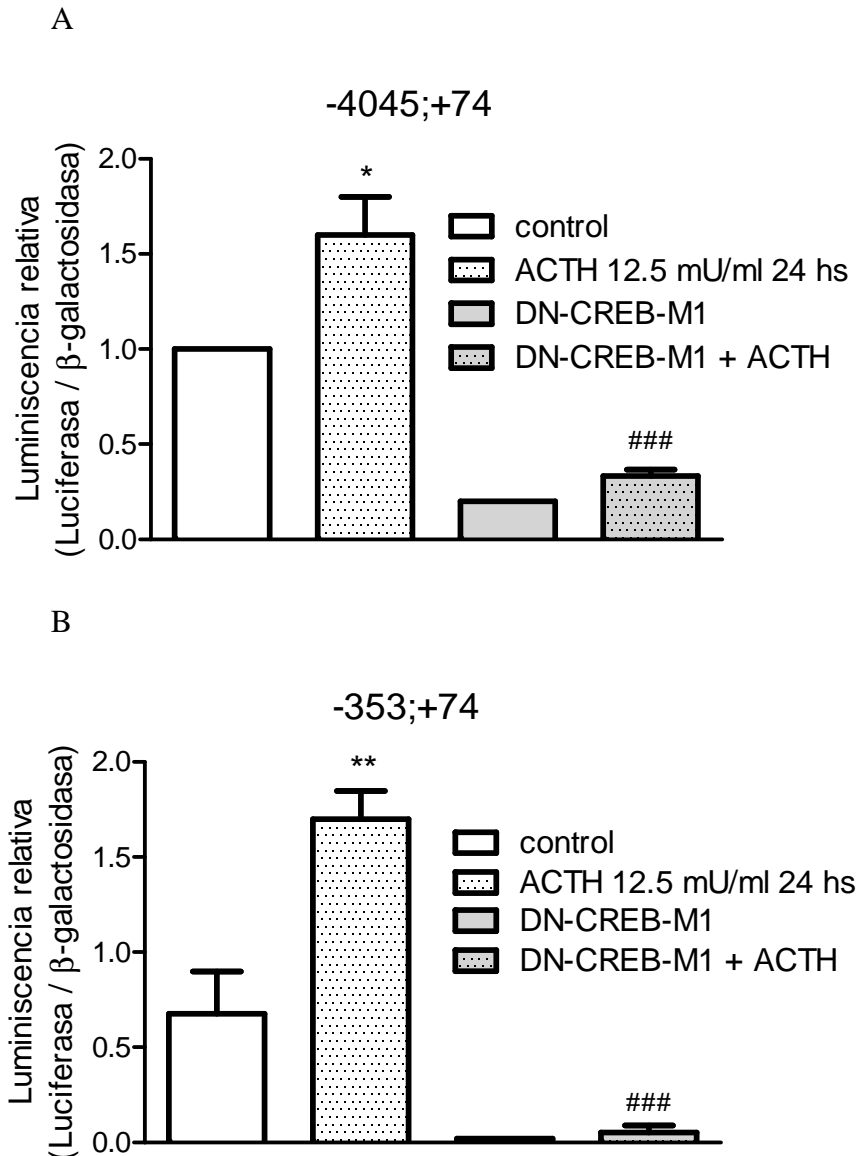 A
-4045;+74
Luminiscencia relativa
(Luciferasa / β-galactosidasa)
2.0
1.5
1.0
0.5
0.0
*
###
control
ACTH 12.5 mU/ml 24 hs
DN-CREB-M1
DN-CREB-M1 + ACTH
B
-353;+74
Luminiscencia relativa
(Luciferasa / β-galactosidasa)
2.0
1.5
1.0
0.5
0.0
**
###
control
ACTH 12.5 mU/ml 24 hs
DN-CREB-M1
DN-CREB-M1 + ACTH